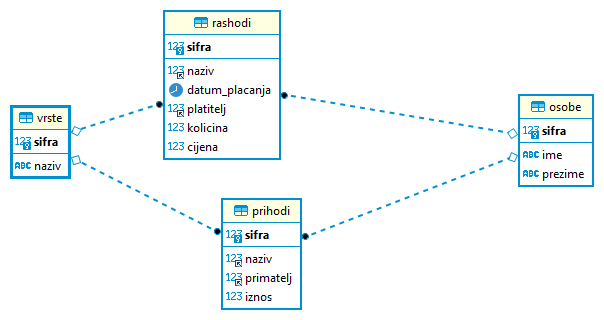 rashodi
123 sifra
123 naziv
datum_placanja
123 platitelj
123 kolicina
123 cijena
vrste
123 sifra
ABC naziv
osobe
123 sifra
ABC ime
ABC prezime
prihodi
123 sifra
123 naziv
123 primatelj
123 iznos